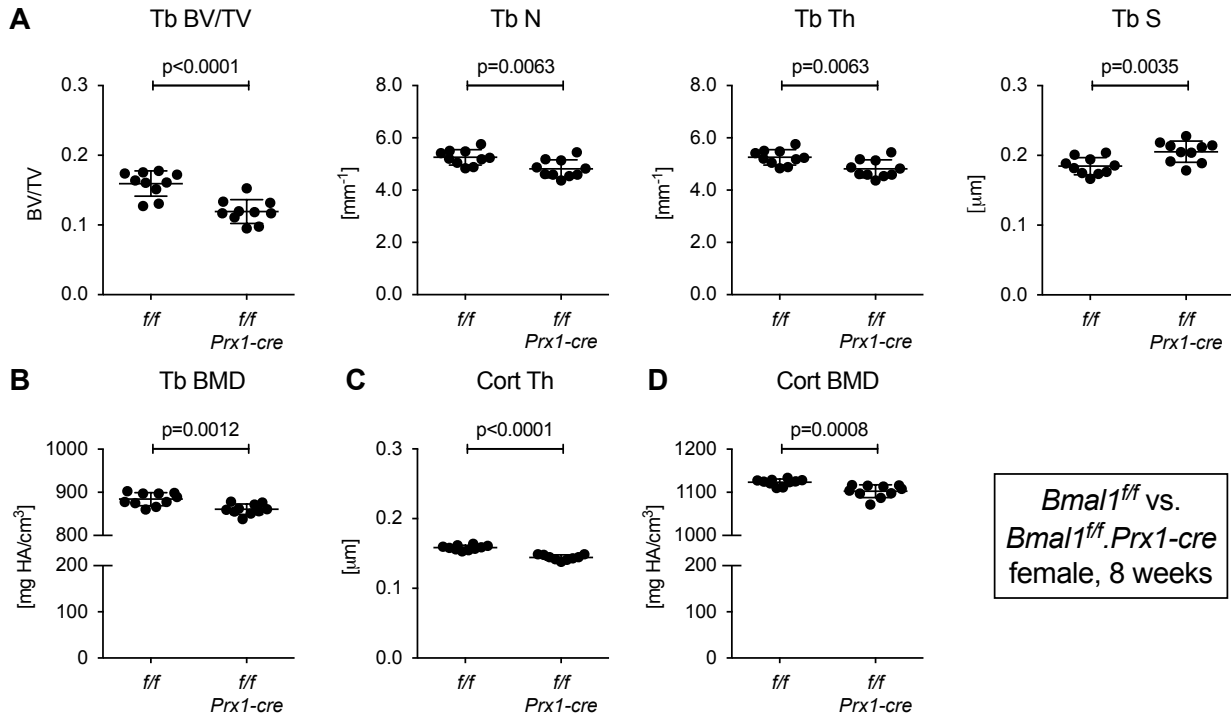 A
Tb BV/TV
p<0.0001
BV/TV
0.3
0.2
0.1
0.0
f/f
f/f
Prx1-cre
Tb N
p=0.0063
[mm⁻¹]
8.0
6.0
4.0
2.0
0.0
f/f
f/f
Prx1-cre
Tb Th
p=0.0063
[mm⁻¹]
8.0
6.0
4.0
2.0
0.0
f/f
f/f
Prx1-cre
Tb S
p=0.0035
[μm]
0.3
0.2
0.1
0.0
f/f
f/f
Prx1-cre
B
Tb BMD
p=0.0012
[mg HA/cm³]
1000
900
800
200
100
0
f/f
f/f
Prx1-cre
C
Cort Th
p<0.0001
[μm]
0.3
0.2
0.1
0.0
f/f
f/f
Prx1-cre
D
Cort BMD
p=0.0008
[mg HA/cm³]
1200
1100
1000
200
100
0
f/f
f/f
Prx1-cre
Bmal1ᶠ/ᶠ vs.
Bmal1ᶠ/ᶠ.Prx1-cre
female, 8 weeks